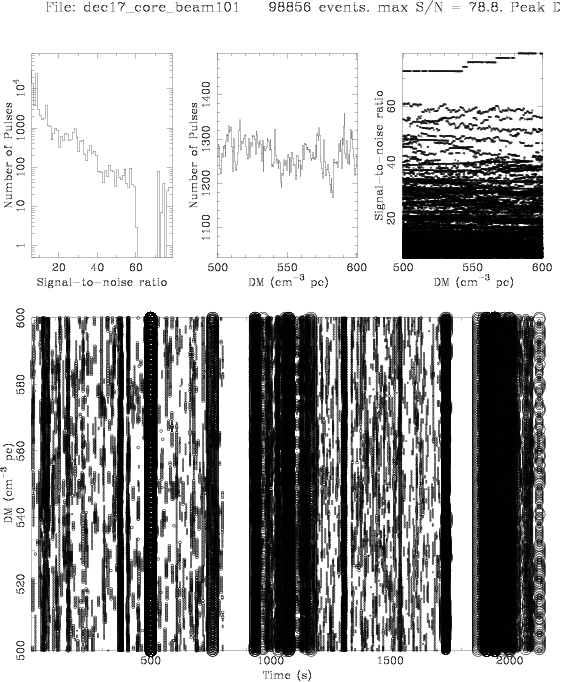 File: dec17_core_beam101 98856 events. max S/N = 78.8. Peak D
Number of Pulses
1 10 100 1000 10⁴
20 40 60
Signal-to-noise ratio
Number of Pulses
1100 1200 1300 1400
500 550 600
DM (cm⁻³ pc)
Signal-to-noise ratio
20 40 60
500 550 600
DM (cm⁻³ pc)
DM (cm⁻³ pc)
500 520 540 560 580 600
500 1000 1500 2000
Time (s)